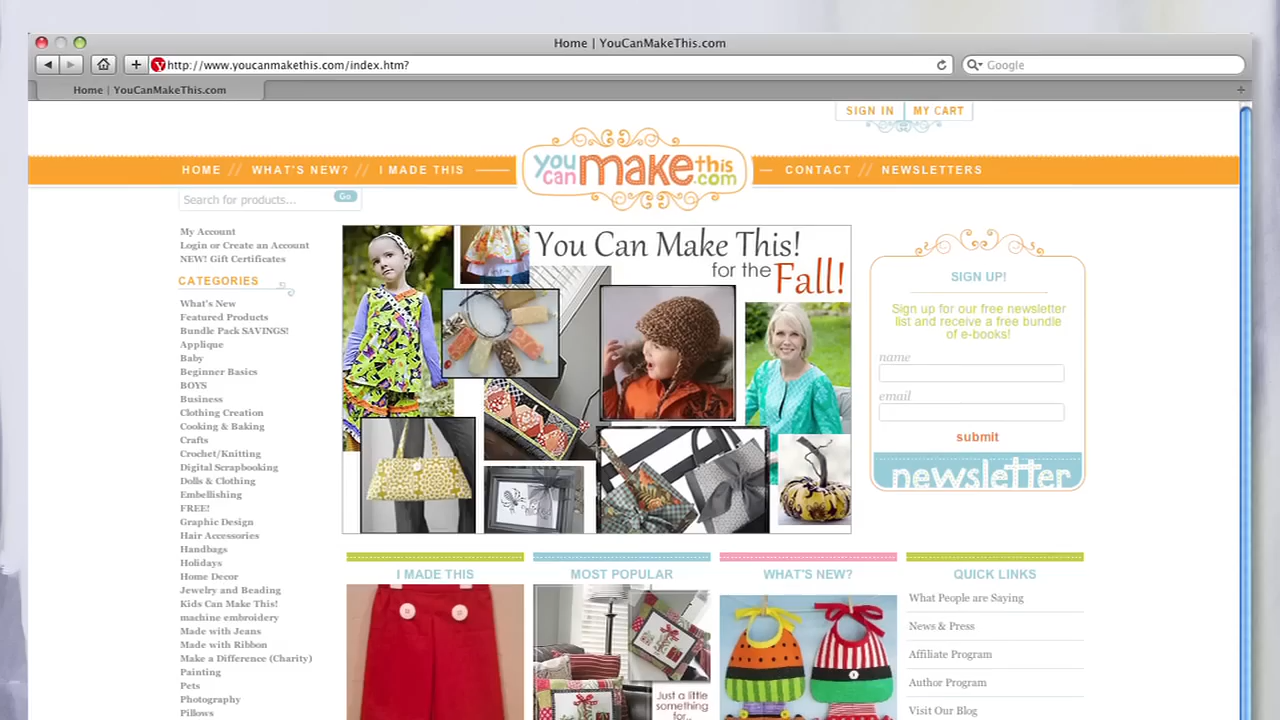 Home | YouCanMakeThis.com
http://www.youcanmakethis.com/index.htm?
Google
Home | YouCanMakeThis.com
SIGN IN
MY CART
HOME // WHAT'S NEW? // I MADE THIS
you can make this .com
CONTACT // NEWSLETTERS
Search for products...
Go
My Account
Login or Create an Account
NEW! Gift Certificates
CATEGORIES
What's New
Featured Products
Bundle Pack SAVINGS!
Applique
Baby
Beginner Basics
BOYS
Business
Clothing Creation
Cooking & Baking
Crafts
Crochet/Knitting
Digital Scrapbooking
Dolls & Clothing
Embellishing
FREE!
Graphic Design
Hair Accessories
Handbags
Holidays
Home Decor
Jewelry and Beading
Kids Can Make This!
machine embroidery
Made with Jeans
Made with Ribbon
Make a Difference (Charity)
Painting
Pets
Photography
Pillows
You Can Make This!
for the Fall!
SIGN UP!
Sign up for our free newsletter
list and receive a free bundle
of e-books!
name
email
submit
newsletter
I MADE THIS
MOST POPULAR
Just a little
something
for..
WHAT'S NEW?
QUICK LINKS
What People are Saying
News & Press
Affiliate Program
Author Program
Visit Our Blog